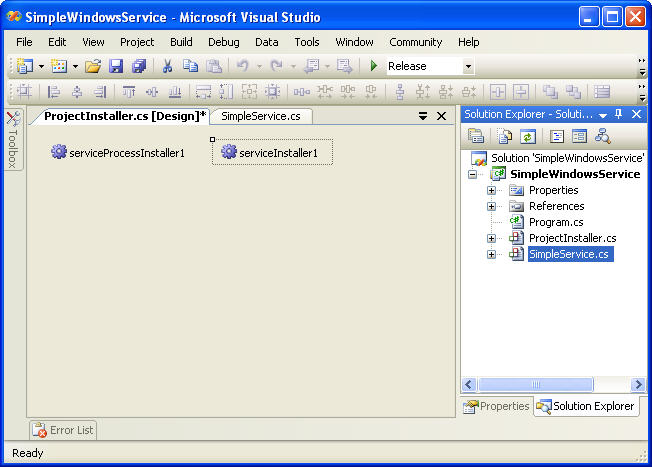 SimpleWindowsService - Microsoft Visual Studio
File Edit View Project Build Debug Data Tools Window Community Help
Release
ProjectInstaller.cs [Design]* SimpleService.cs
Toolbox
serviceProcessInstaller1 serviceInstaller1
Solution Explorer - Soluti...
Solution 'SimpleWindowsService'
SimpleWindowsService
Properties
References
Program.cs
ProjectInstaller.cs
SimpleService.cs
Properties Solution Explorer
Error List
Ready